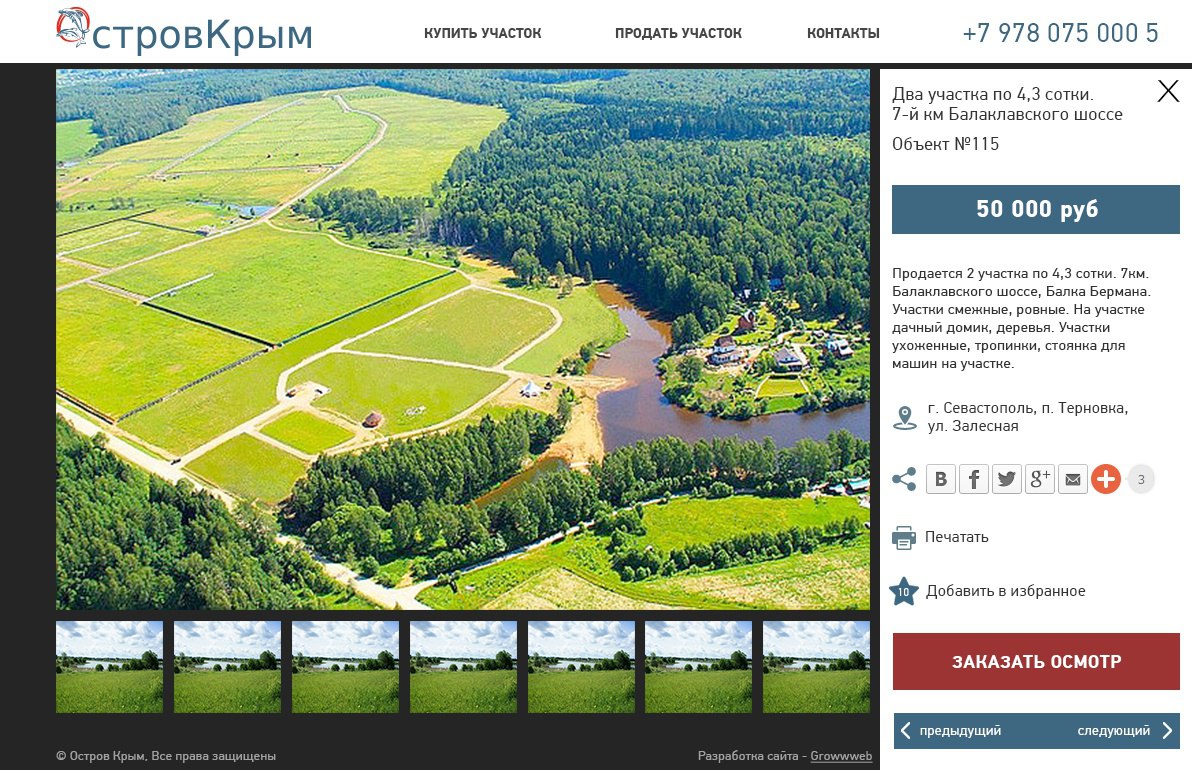 стровКрым
КУПИТЬ УЧАСТОК
ПРОДАТЬ УЧАСТОК
КОНТАКТЫ
+7 978 075 000 5
Два участка по 4,3 сотки.
7-й км Балаклавского шоссе
Объект №115
50 000 руб
Продается 2 участка по 4,3 сотки. 7км.
Балаклавского шоссе, Балка Бермана.
Участки смежные, ровные. На участке
дачный домик, деревья. Участки
ухоженные, тропинки, стоянка для
машин на участке.
г. Севастополь, п. Терновка,
ул. Залесная
B f g+ 3
Печатать
10 Добавить в избранное
ЗАКАЗАТЬ ОСМОТР
предыдущий
следующий
© Остров Крым, Все права защищены
Разработка сайта - Growwweb